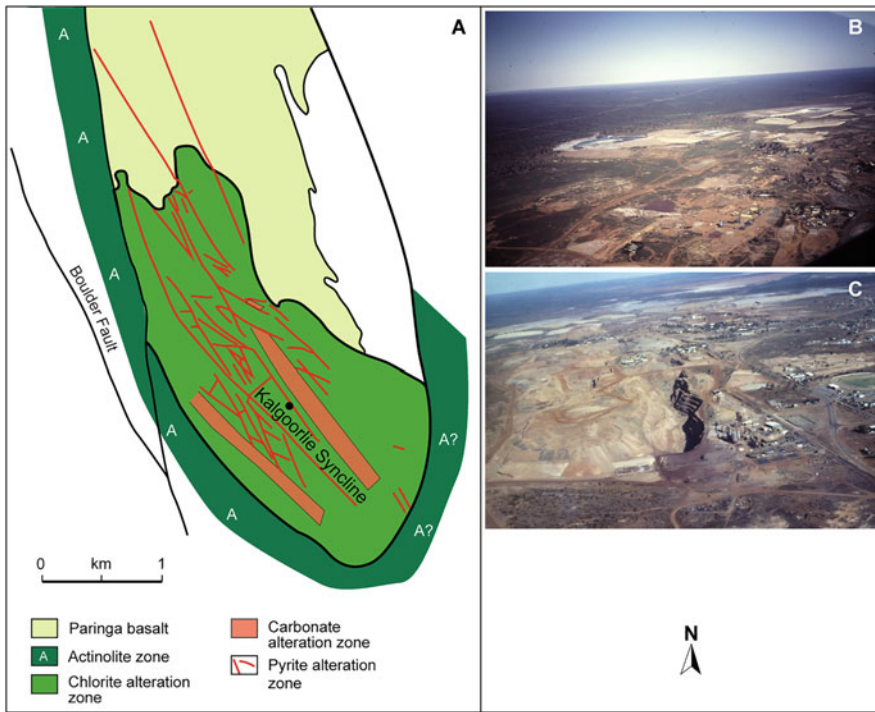 A
B
C
A
A
A
A
A
A?
A?
Boulder Fault
Kalgoorlie Syncline
0 km 1
N
Paringa basalt
A Actinolite zone
Chlorite alteration
zone
Carbonate
alteration zone
Pyrite alteration
zone